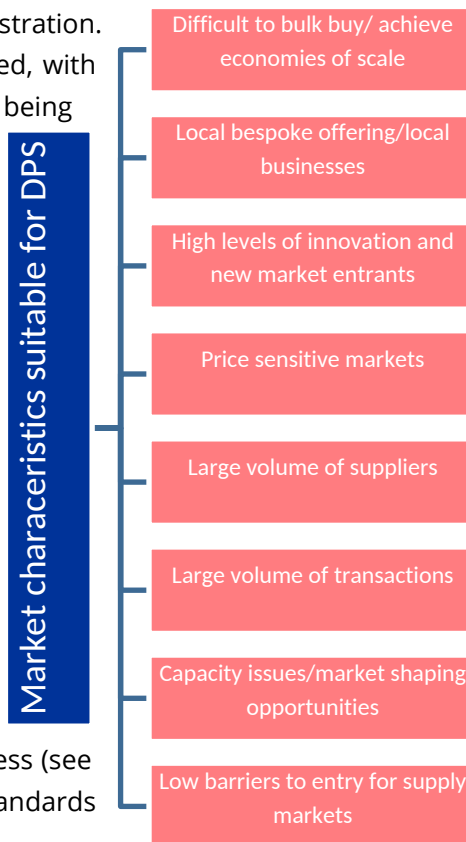 stration.
ed, with
being
Market characeristics suitable for DPS
ess (see
andards
Difficult to bulk buy/ achieve
economies of scale
Local bespoke offering/local
businesses
High levels of innovation and
new market entrants
Price sensitive markets
Large volume of suppliers
Large volume of transactions
Capacity issues/market shaping
opportunities
Low barriers to entry for supply
markets